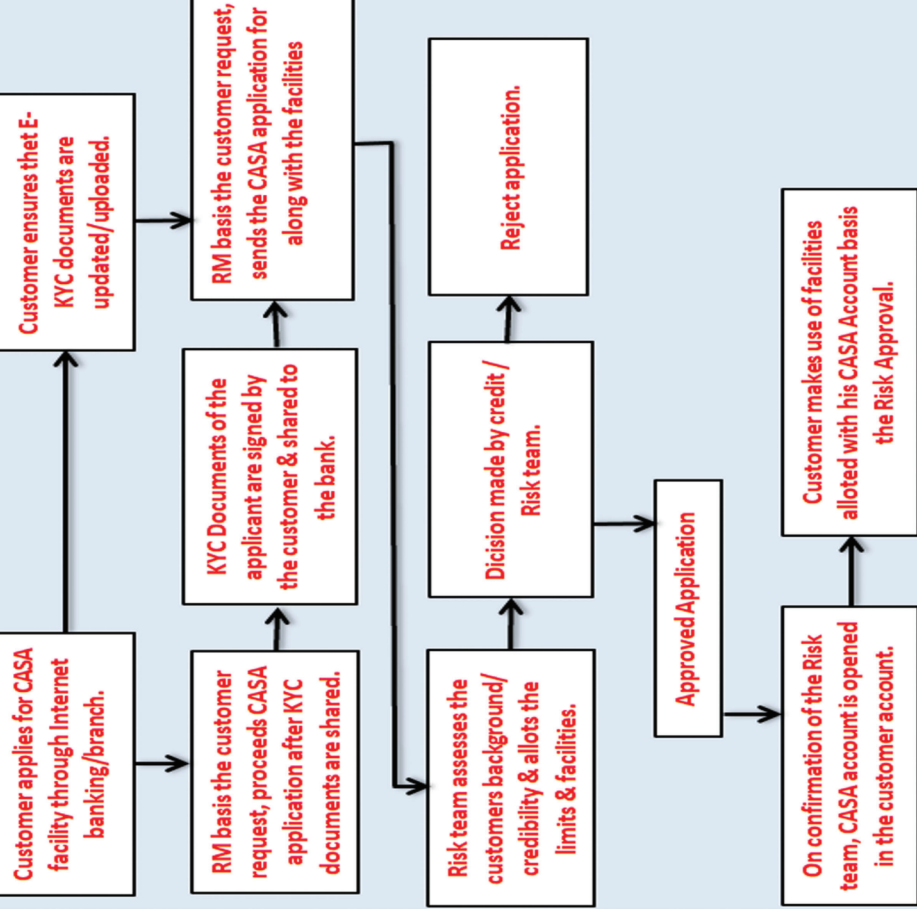 Customer applies for CASA
facility through Internet
banking/branch.
Customer ensures thet E-
KYC documents are
updated/uploaded.
RM basis the customer
request, proceeds CASA
application after KYC
documents are shared.
KYC Documents of the
applicant are signed by
the customer & shared to
the bank.
RM basis the customer request,
sends the CASA application for
along with the facilities
Risk team assesses the
customers background/
credibility & allots the
limits & facilities.
Dicision made by credit /
Risk team.
Reject application.
Approved Application
On confirmation of the Risk
team, CASA account is opened
in the customer account.
Customer makes use of facilities
alloted with his CASA Account basis
the Risk Approval.